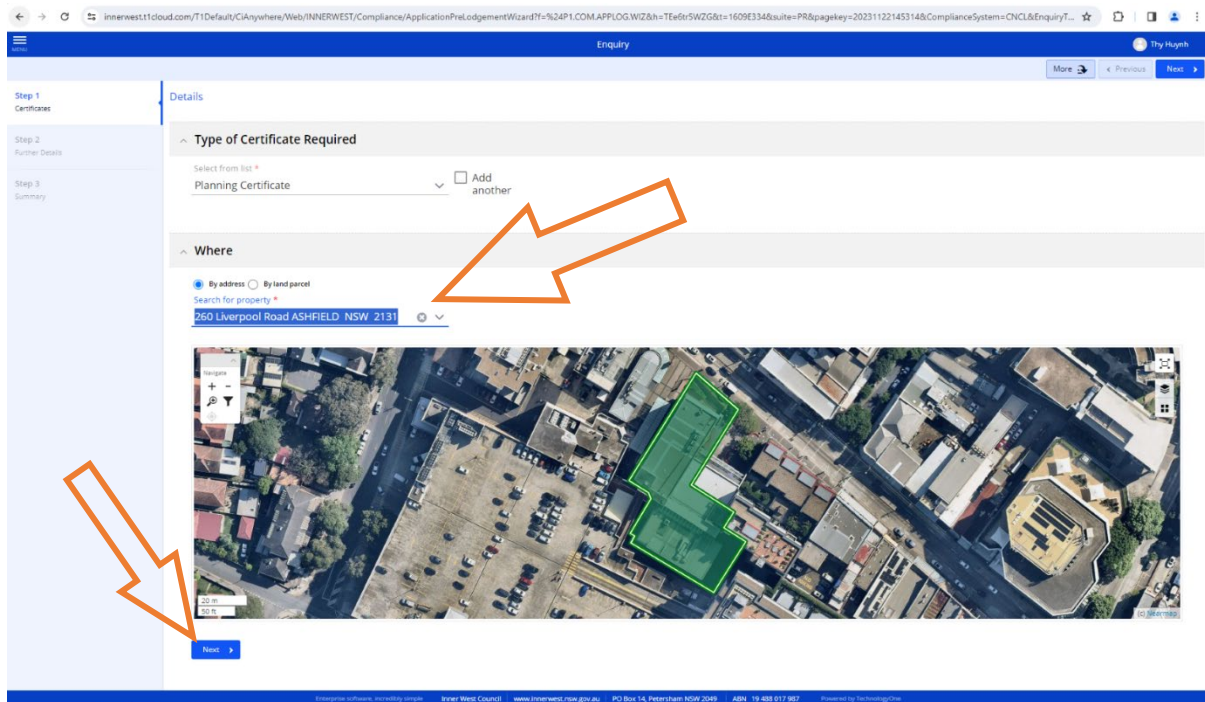 innerwest.t1cloud.com/T1Default/CiAnywhere/Web/INNERWEST/Compliance/ApplicationPreLodgementWizard?f=%24P1.COM.APPLOG.WIZ&h=TEe6tr5WZG&t=1609E334&suite=PR&pagekey=20231122145314&ComplianceSystem=CNCL&EnquiryT...
MENU
Enquiry
Thy Huynh
More
Previous
Next
Step 1
Certificates
Details
Step 2
Further Details
Type of Certificate Required
Step 3
Summary
Select from list *
Planning Certificate
Add
another
Where
By address
By land parcel
Search for property *
260 Liverpool Road ASHFIELD NSW 2131
Navigate
20 m
50 ft
(c) Nearmap
Next
Enterprise software, incredibly simple Inner West Council www.innerwest.nsw.gov.au PO Box 14, Petersham NSW 2049 ABN 19 488 017 987 Powered by TechnologyOne